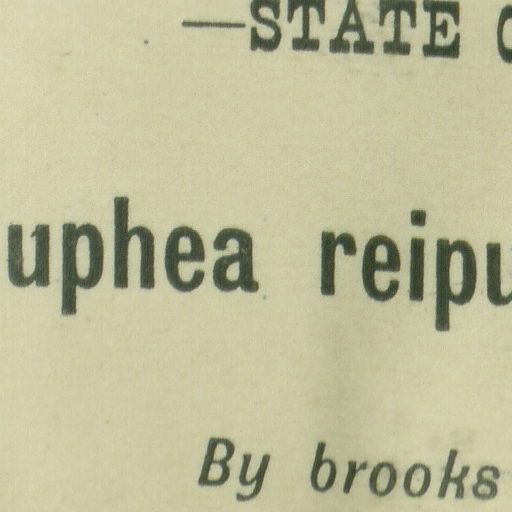 —STATE
uphea reipu
By brooks